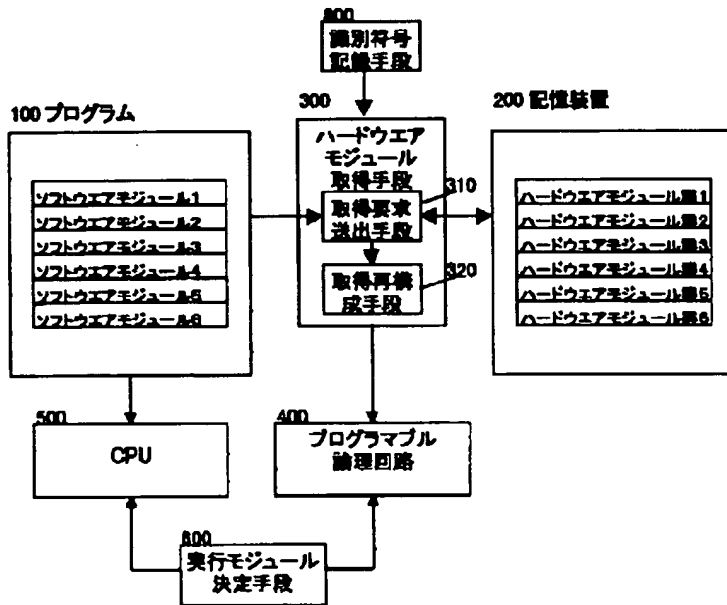 800
識別符号
記録手段
100 プログラム
ソフトウエアモジュール1
ソフトウエアモジュール2
ソフトウエアモジュール3
ソフトウエアモジュール4
ソフトウエアモジュール5
ソフトウエアモジュール6
300
ハードウエア
モジュール
取得手段
310
取得要求
送出手段
320
取得再構
成手段
200 記憶装置
ハードウエアモジュール群1
ハードウエアモジュール群2
ハードウエアモジュール群3
ハードウエアモジュール群4
ハードウエアモジュール群5
ハードウエアモジュール群6
500
CPU
400
プログラマブル
論理回路
600
実行モジュール
決定手段